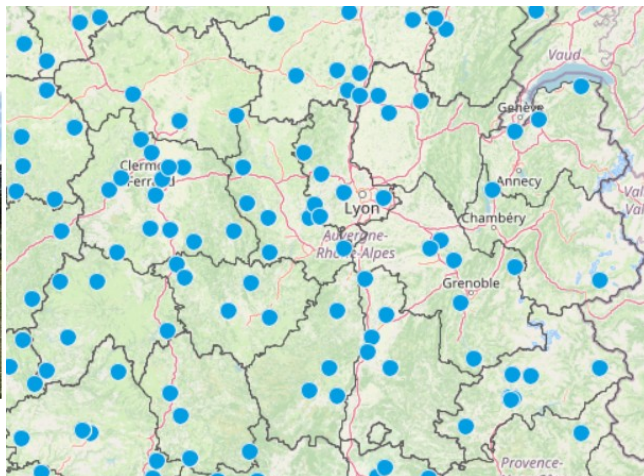 Vaud
Genève
Clermont-
Ferrand
Annecy
Lyon
Chambéry
Auvergne-
Rhône-Alpes
Grenoble
Provence-